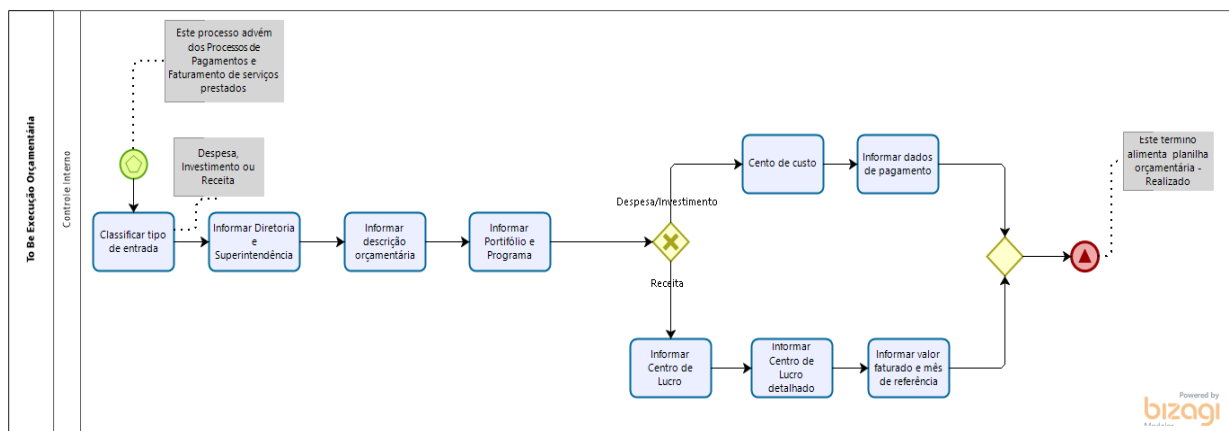 To Be Execução Orçamentária
Controle Interno
Este processo advém
dos Processos de
Pagamentos e
Faturamento de serviços
prestados
Despesa,
Investimento ou
Receita
Classificar tipo
de entrada
Informar Diretoria
e
Superintendência
Informar
descrição
orçamentária
Informar
Portifólio e
Programa
Despesa/Investimento
Receita
Cento de custo
Informar dados
de pagamento
Informar
Centro de
Lucro
Informar
Centro de
Lucro
detalhado
Informar valor
faturado e mês
de referência
Este termino
alimenta planilha
orçamentária -
Realizado
Powered by
bizagi